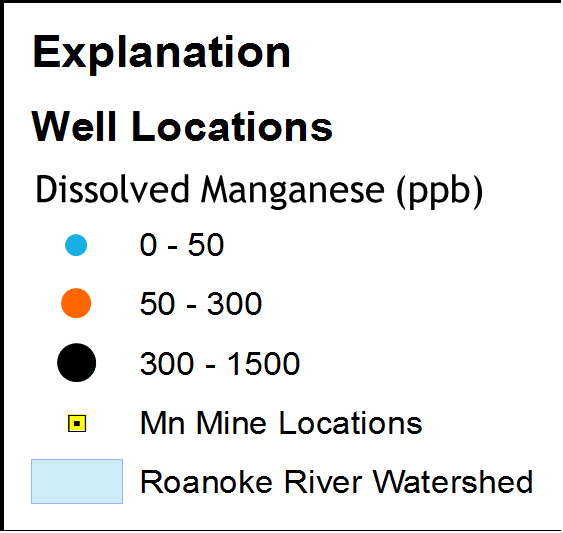 Explanation
Well Locations
Dissolved Manganese (ppb)
0 - 50
50 - 300
300 - 1500
Mn Mine Locations
Roanoke River Watershed